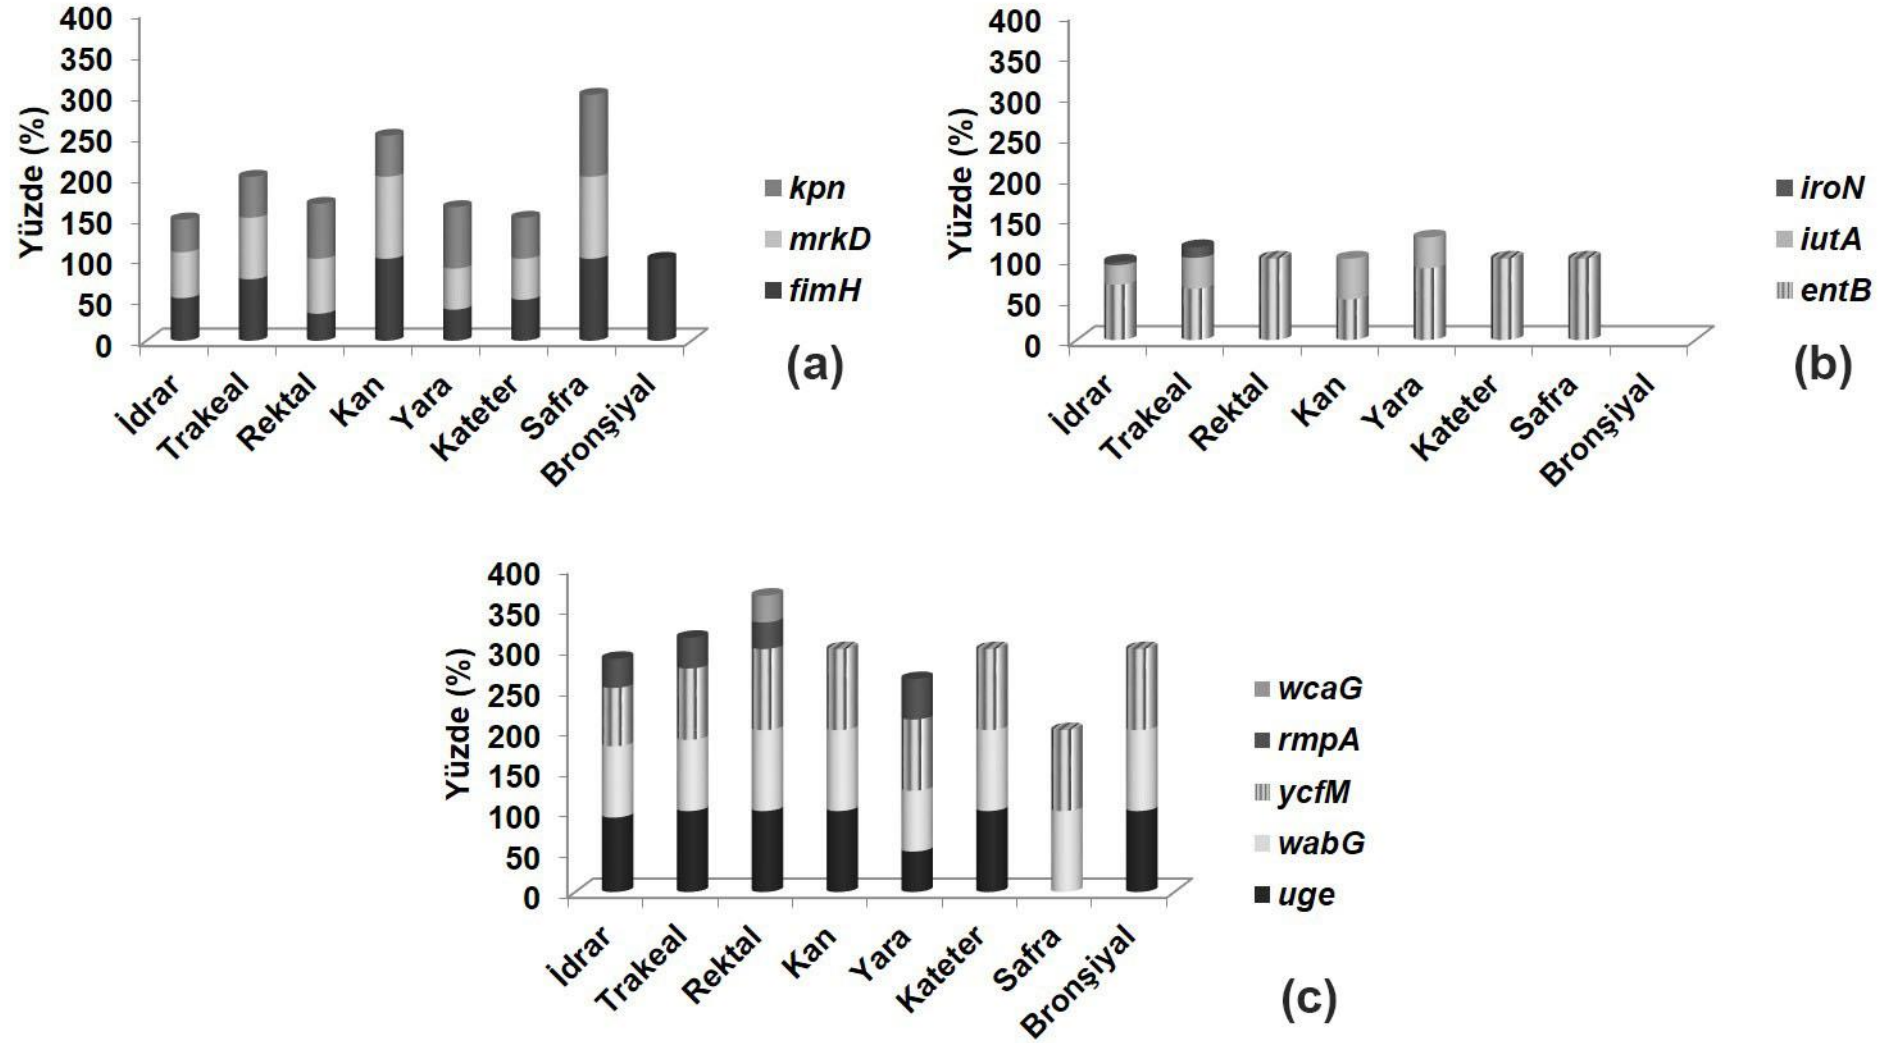 400
350
300
250
200
150
100
50
0
Yüzde (%)
İdrar
Trakeal
Rektal
Kan
Yara
Kateter
Safra
Bronşiyal
kpn
mrkD
fimH
(a)
400
350
300
250
200
150
100
50
0
Yüzde (%)
İdrar
Trakeal
Rektal
Kan
Yara
Kateter
Safra
Bronşiyal
iroN
iutA
entB
(b)
400
350
300
250
200
150
100
50
0
Yüzde (%)
İdrar
Trakeal
Rektal
Kan
Yara
Kateter
Safra
Bronşiyal
wcaG
rmpA
ycfM
wabG
uge
(c)